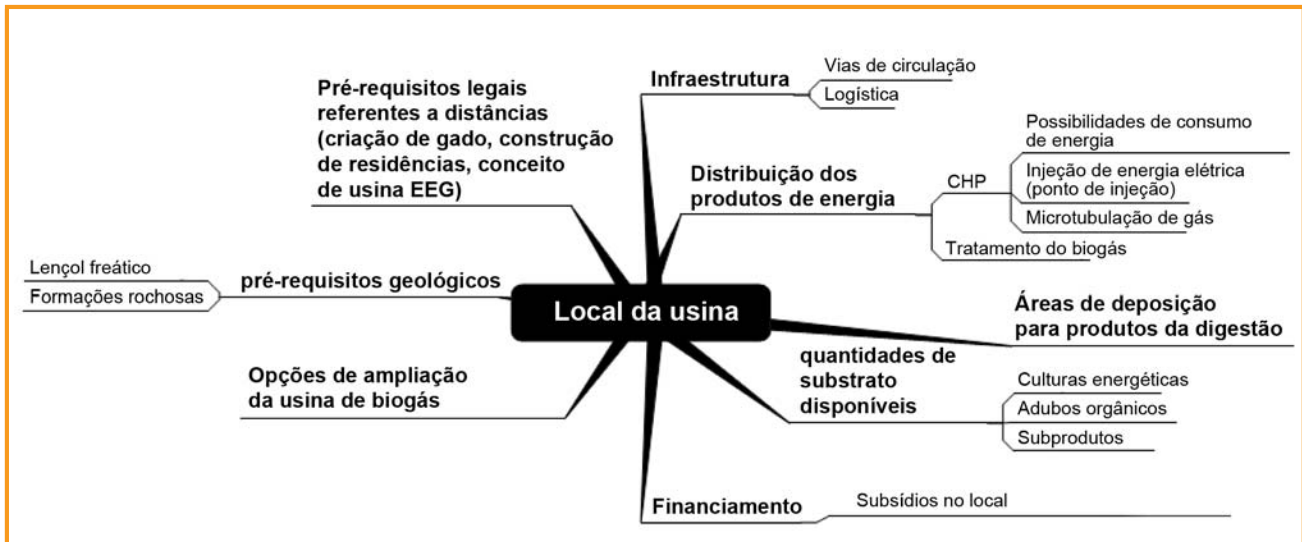 Pré-requisitos legais
referentes a distâncias
(criação de gado, construção
de residências, conceito
de usina EEG)
Infraestrutura
Vias de circulação
Logística
Distribuição dos
produtos de energia
CHP
Possibilidades de consumo
de energia
Injeção de energia elétrica
(ponto de injeção)
Microtubulação de gás
Tratamento do biogás
Lençol freático
Formações rochosas
pré-requisitos geológicos
Local da usina
Áreas de deposição
para produtos da digestão
Opções de ampliação
da usina de biogás
quantidades de
substrato
disponíveis
Culturas energéticas
Adubos orgânicos
Subprodutos
Financiamento
Subsídios no local